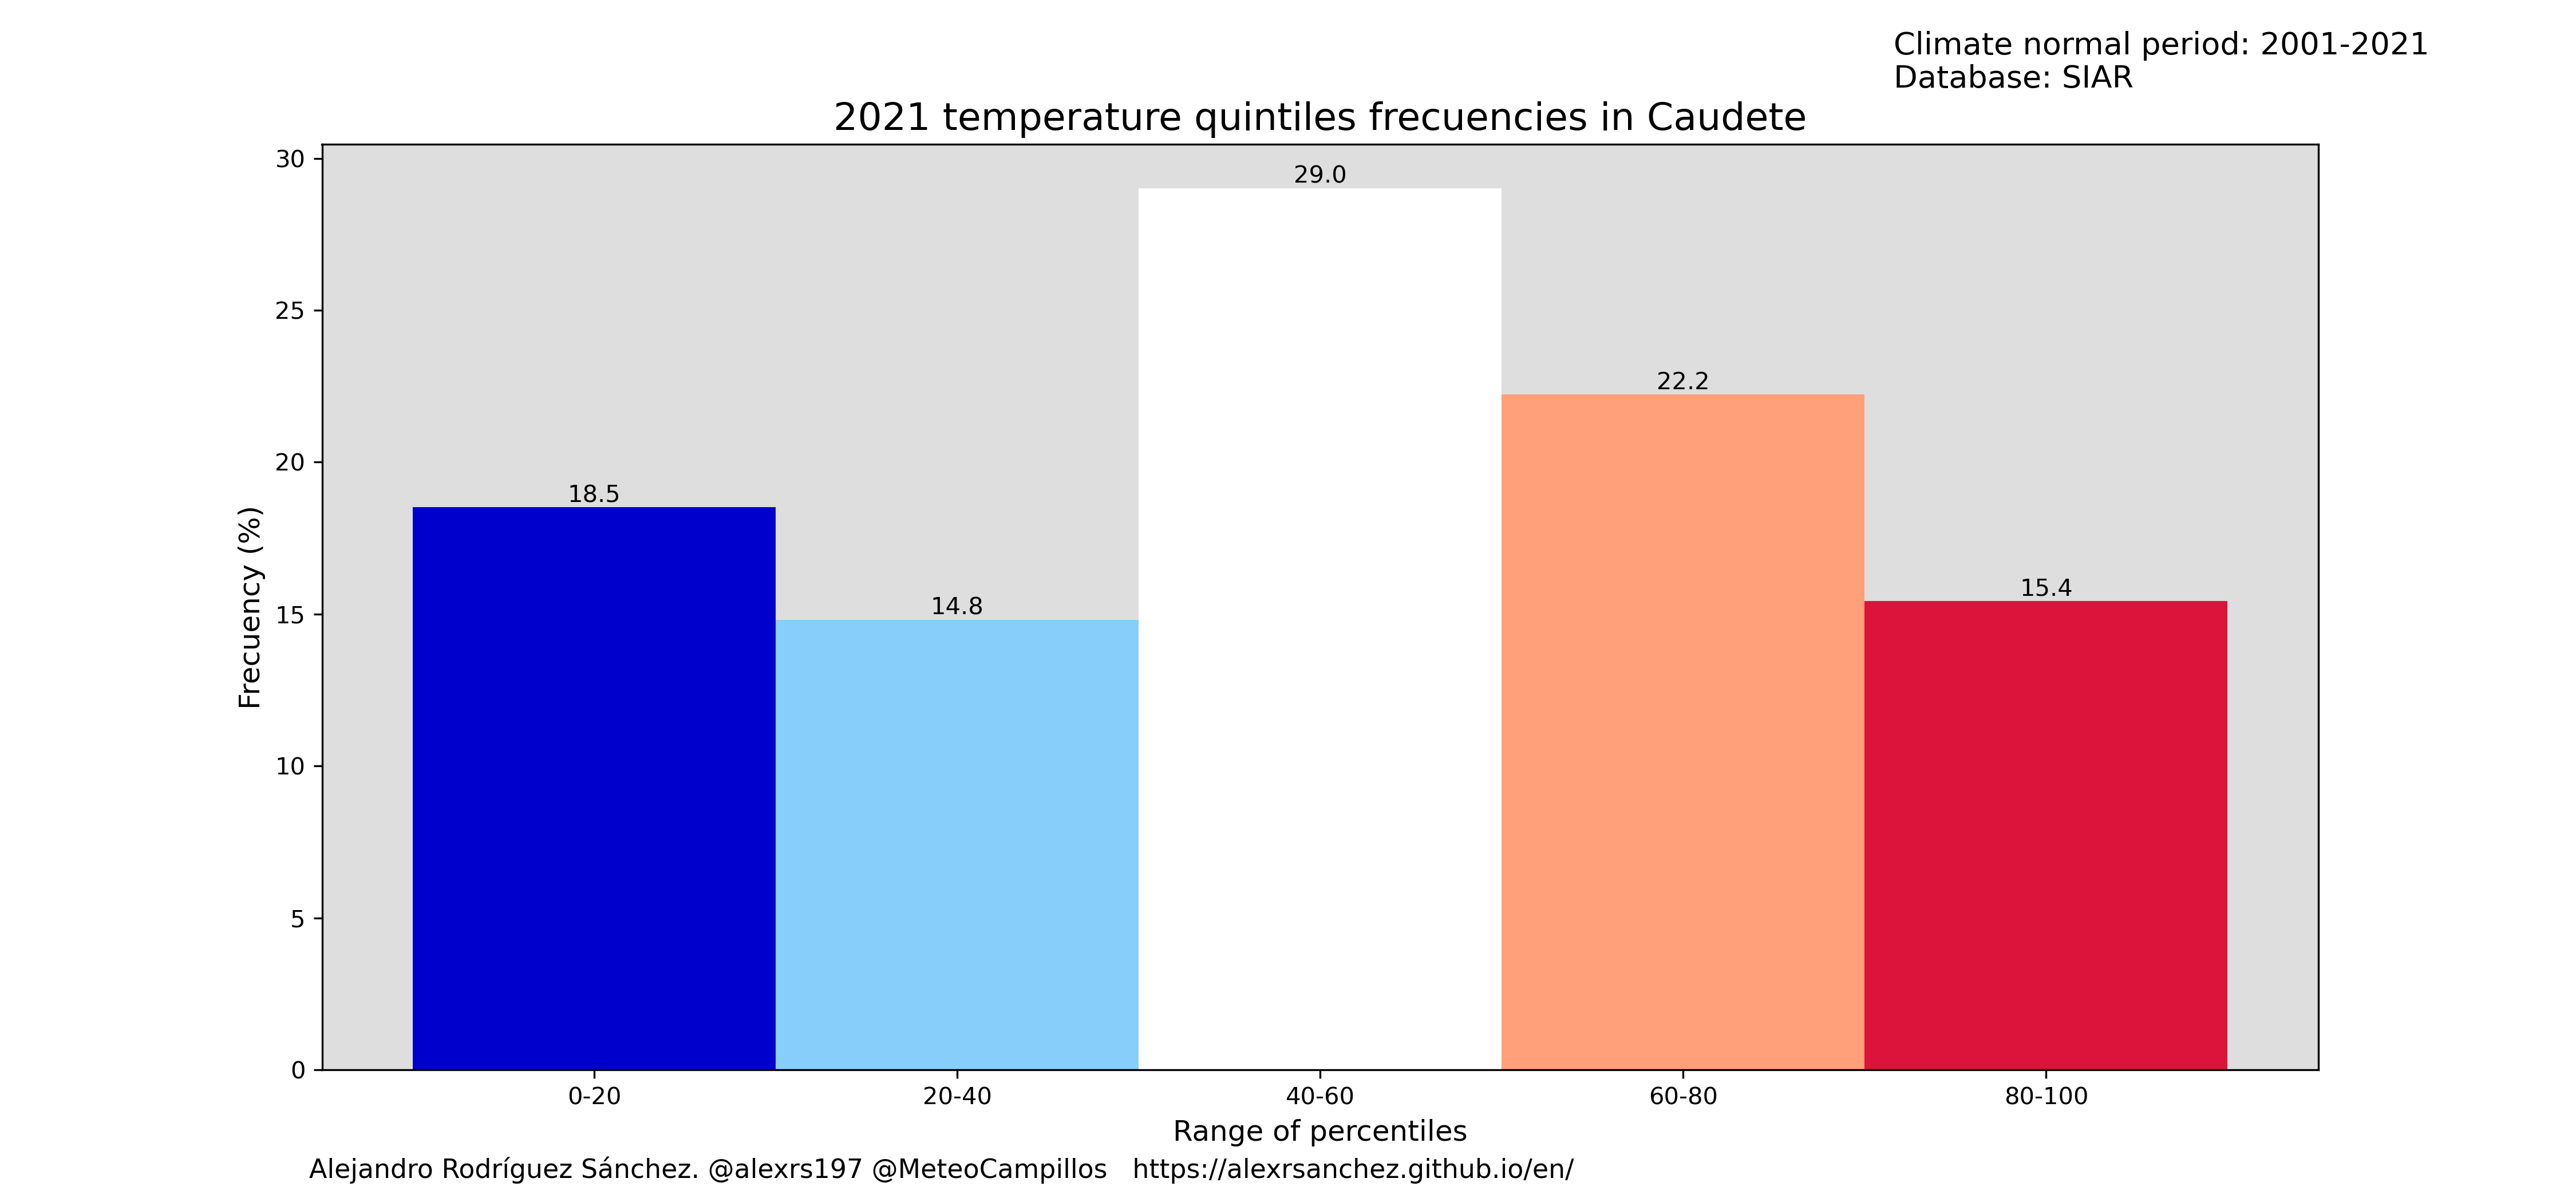 Climate normal period: 2001-2021
Database: SIAR
2021 temperature quintiles frecuencies in Caudete
30
25
20
15
10
5
0
Frecuency (%)
18.5
14.8
29.0
22.2
15.4
0-20
20-40
40-60
60-80
80-100
Range of percentiles
Alejandro Rodríguez Sánchez. @alexrs197 @MeteoCampillos https://alexrsanchez.github.io/en/